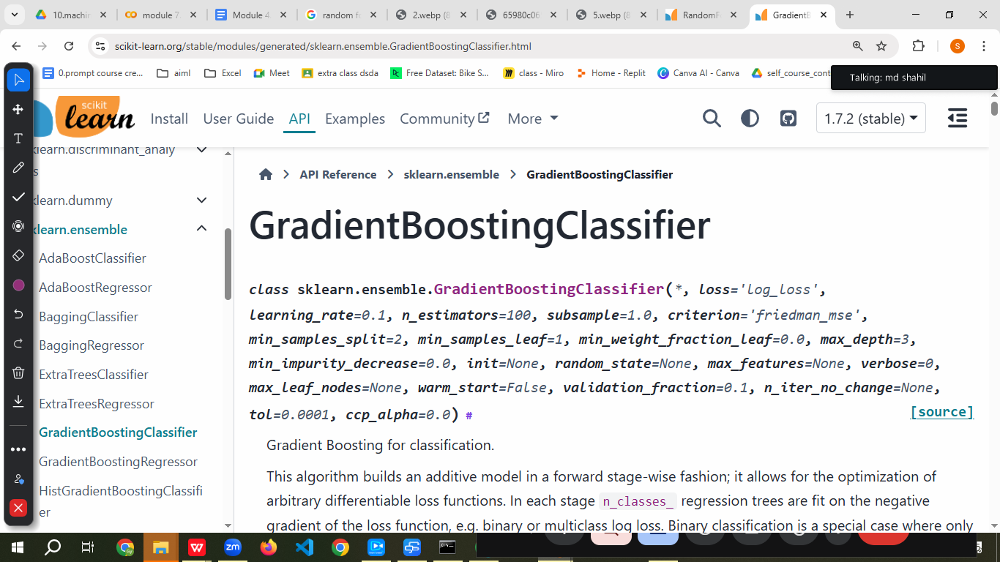 10.machin
module 7.
Module 4
random fo
2.webp (8
65980c06
5.webp (8
RandomF
GradientB
scikit-learn.org/stable/modules/generated/sklearn.ensemble.GradientBoostingClassifier.html
S
0.prompt course cre...
aiml
Excel
Meet
extra class dsda
Free Dataset: Bike S...
class - Miro
Home - Replit
Canva AI - Canva
self_course_cont
Talking: md shahil
scikit
learn
Install
User Guide
API
Examples
Community
More
1.7.2 (stable)
klearn.discriminant_analy
s
klearn.dummy
klearn.ensemble
AdaBoostClassifier
AdaBoostRegressor
BaggingClassifier
BaggingRegressor
ExtraTreesClassifier
ExtraTreesRegressor
GradientBoostingClassifier
GradientBoostingRegressor
HistGradientBoostingClassifi
er
API Reference
sklearn.ensemble
GradientBoostingClassifier
GradientBoostingClassifier
class sklearn.ensemble.GradientBoostingClassifier(*, loss='log_loss',
learning_rate=0.1, n_estimators=100, subsample=1.0, criterion='friedman_mse',
min_samples_split=2, min_samples_leaf=1, min_weight_fraction_leaf=0.0, max_depth=3,
min_impurity_decrease=0.0, init=None, random_state=None, max_features=None, verbose=0,
max_leaf_nodes=None, warm_start=False, validation_fraction=0.1, n_iter_no_change=None,
tol=0.0001, ccp_alpha=0.0) #
[source]
Gradient Boosting for classification.
This algorithm builds an additive model in a forward stage-wise fashion; it allows for the optimization of
arbitrary differentiable loss functions. In each stage n_classes_ regression trees are fit on the negative
gradient of the loss function, e.g. binary or multiclass log loss. Binary classification is a special case where only
zm